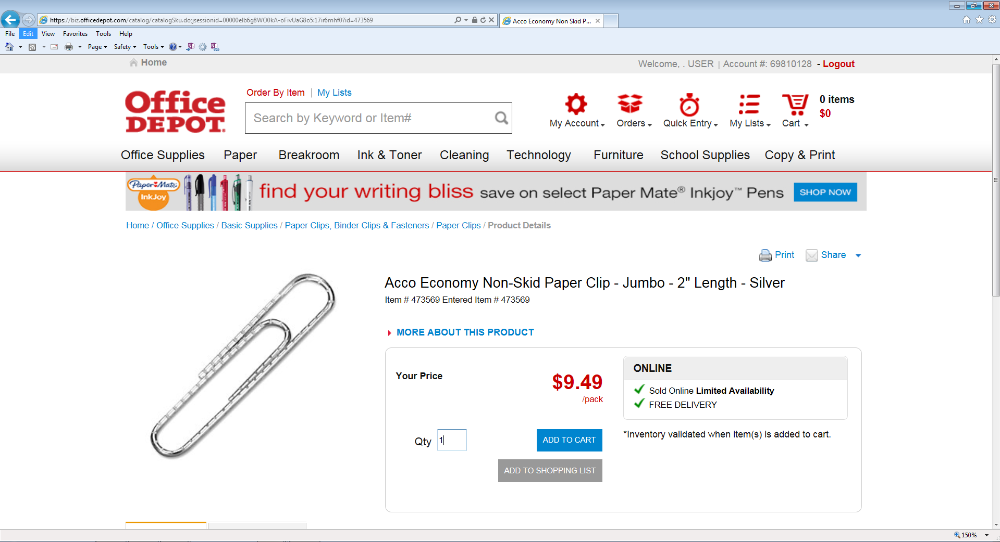 https://biz.officedepot.com/catalog/catalogSku.do;jsessionid=00000elb6g8WO0kA-oFivUaG8o5:17ir6mhf0?id=473569
Acco Economy Non Skid P...
File Edit View Favorites Tools Help
Page Safety Tools
Home
Welcome, . USER | Account #: 69810128 - Logout
Order By Item | My Lists
Office DEPOT.
Search by Keyword or Item#
My Account Orders Quick Entry My Lists Cart
0 items
$0
Office Supplies Paper Breakroom Ink & Toner Cleaning Technology Furniture School Supplies Copy & Print
Paper Mate
InkJoy
find your writing bliss save on select Paper Mate® Inkjoy™ Pens SHOP NOW
Home / Office Supplies / Basic Supplies / Paper Clips, Binder Clips & Fasteners / Paper Clips / Product Details
Print Share
Acco Economy Non-Skid Paper Clip - Jumbo - 2" Length - Silver
Item # 473569 Entered Item # 473569
MORE ABOUT THIS PRODUCT
Your Price
$9.49
/pack
Qty 1
ADD TO CART
ADD TO SHOPPING LIST
ONLINE
Sold Online Limited Availability
FREE DELIVERY
*Inventory validated when item(s) is added to cart.
150%